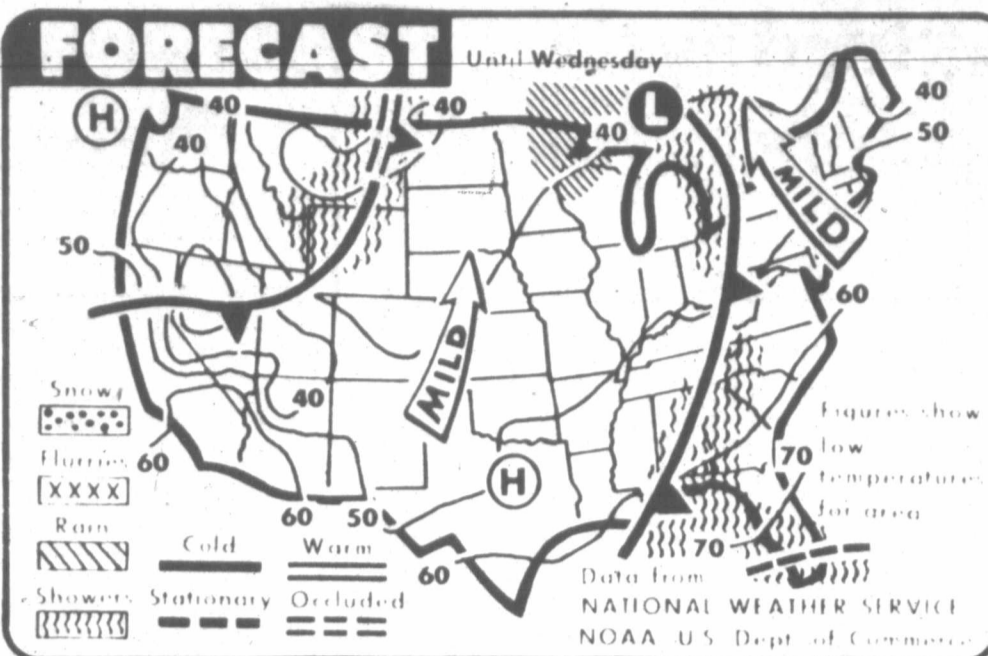 FORECAST
Until Wednesday
H
40
40
40
L
40
40
50
40
MILD
50
60
MILD
40
Snow
Flurries
60
XXXX
H
70
Figures show
low
temperatures
for area
Rain
60
50
Cold
Warm
70
60
Showers
Stationary
Occluded
Data from
NATIONAL WEATHER SERVICE
NOAA U.S. Dept. of Commerce